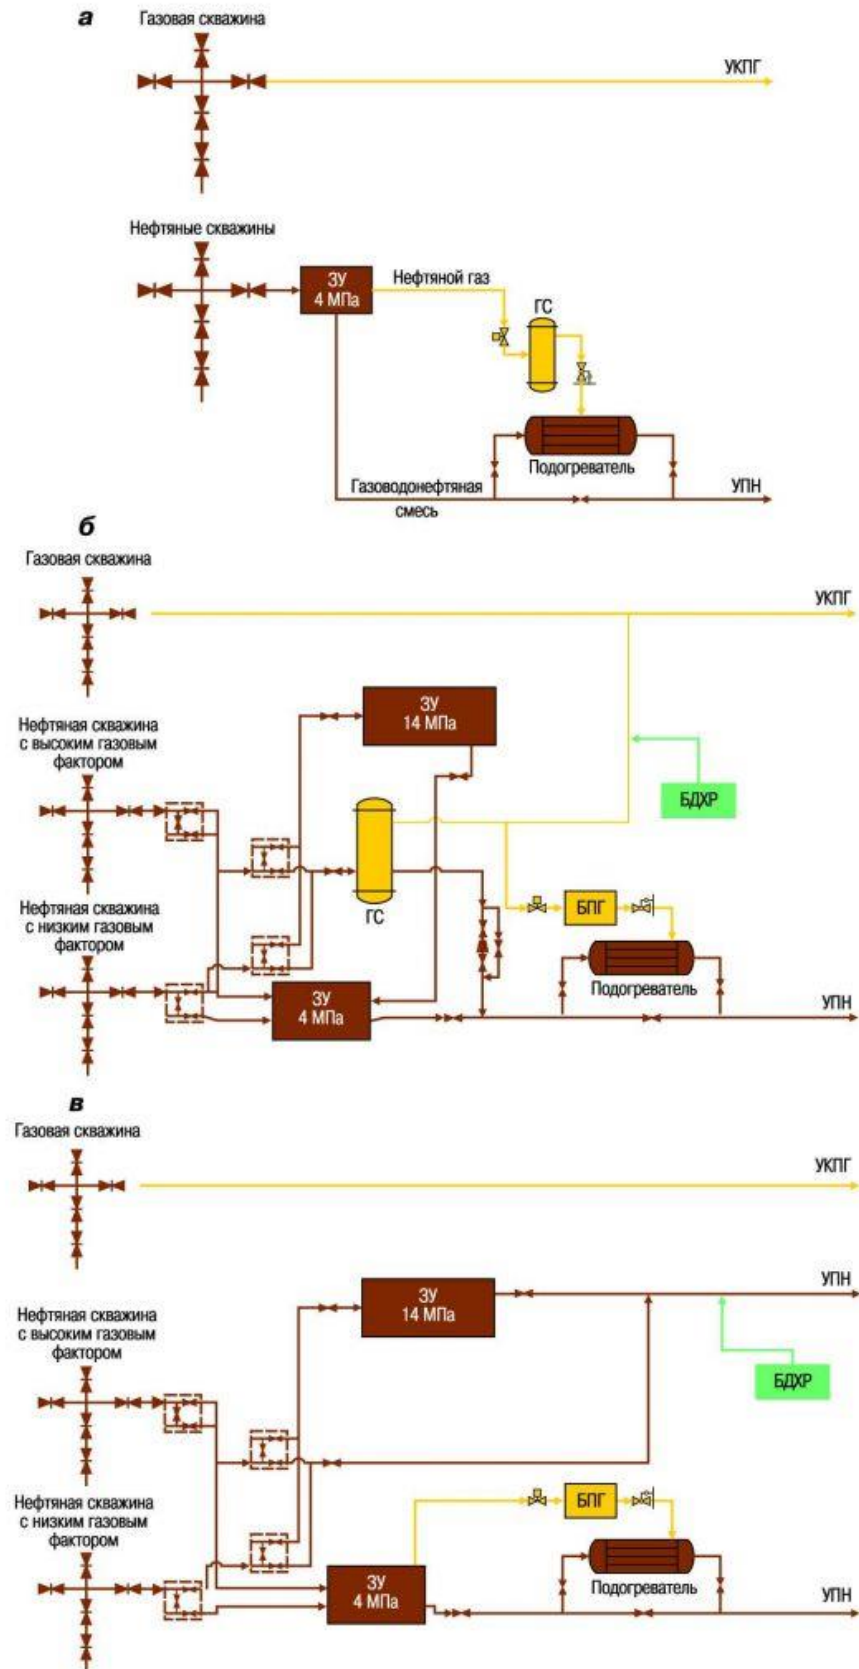 а
Газовая скважина
УКПГ
Нефтяные скважины
ЗУ
4 МПа
Нефтяной газ
ГС
Подогреватель
Газоводонефтяная
смесь
УПН
б
Газовая скважина
УКПГ
ЗУ
14 МПа
Нефтяная скважина
с высоким газовым
фактором
БДХР
Нефтяная скважина
с низким газовым
фактором
ГС
БПГ
ЗУ
4 МПа
Подогреватель
УПН
в
Газовая скважина
УКПГ
ЗУ
14 МПа
УПН
Нефтяная скважина
с высоким газовым
фактором
БДХР
Нефтяная скважина
с низким газовым
фактором
БПГ
ЗУ
4 МПа
Подогреватель
УПН